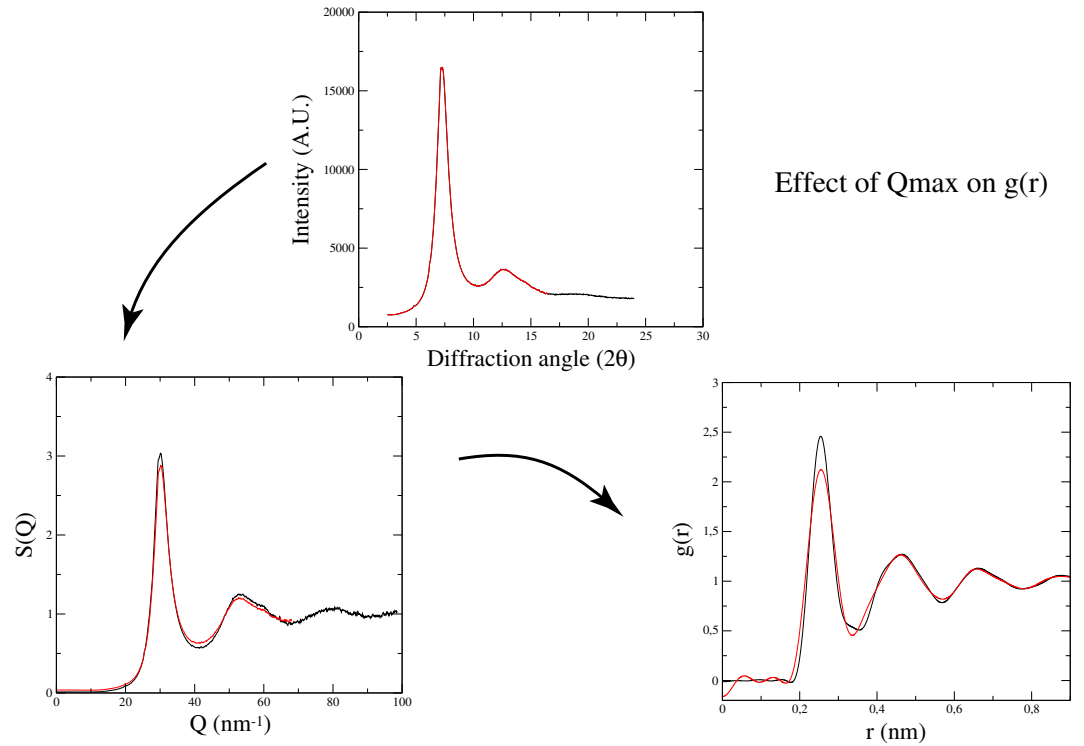 20000
15000
10000
5000
0
Intensity (A.U.)
0 5 10 15 20 25 30
Diffraction angle (2θ)
Effect of Qmax on g(r)
4
3
2
1
0
S(Q)
0 20 40 60 80 100
Q (nm-1)
3
2,5
2
1,5
1
0,5
0
g(r)
0 0,2 0,4 0,6 0,8
r (nm)